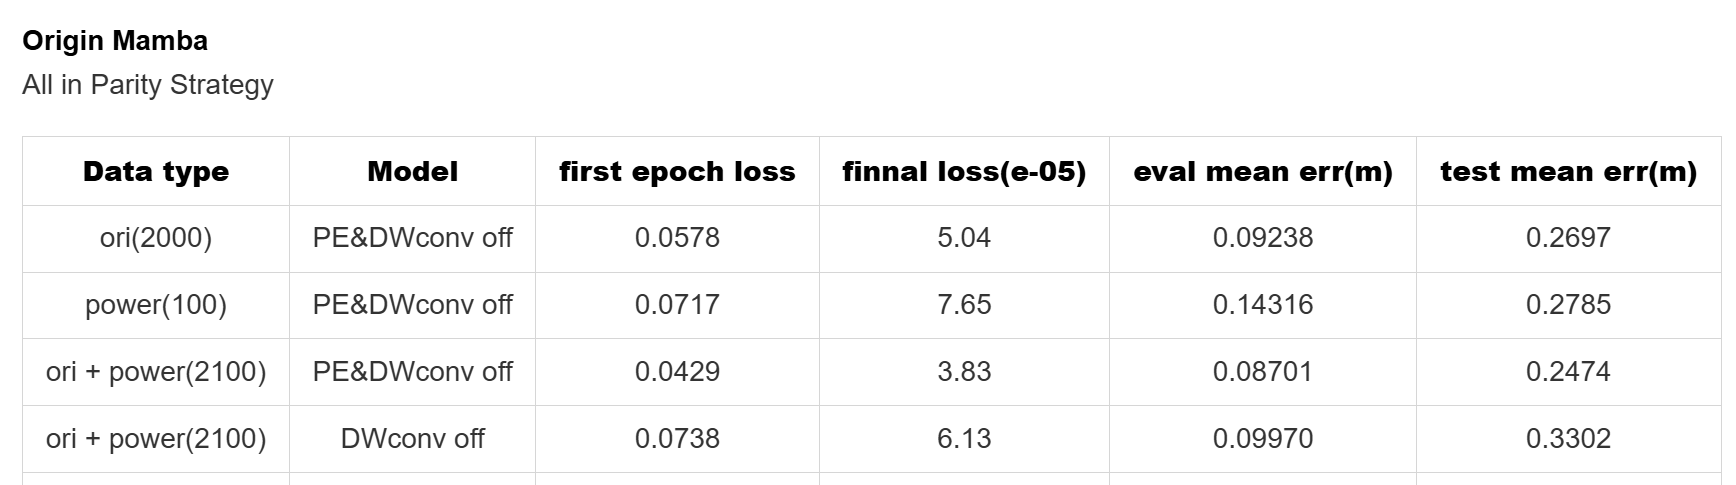 Origin Mamba
All in Parity Strategy
Data type Model first epoch loss finnal loss(e-05) eval mean err(m) test mean err(m)
ori(2000) PE&DWconv off 0.0578 5.04 0.09238 0.2697
power(100) PE&DWconv off 0.0717 7.65 0.14316 0.2785
ori + power(2100) PE&DWconv off 0.0429 3.83 0.08701 0.2474
ori + power(2100) DWconv off 0.0738 6.13 0.09970 0.3302